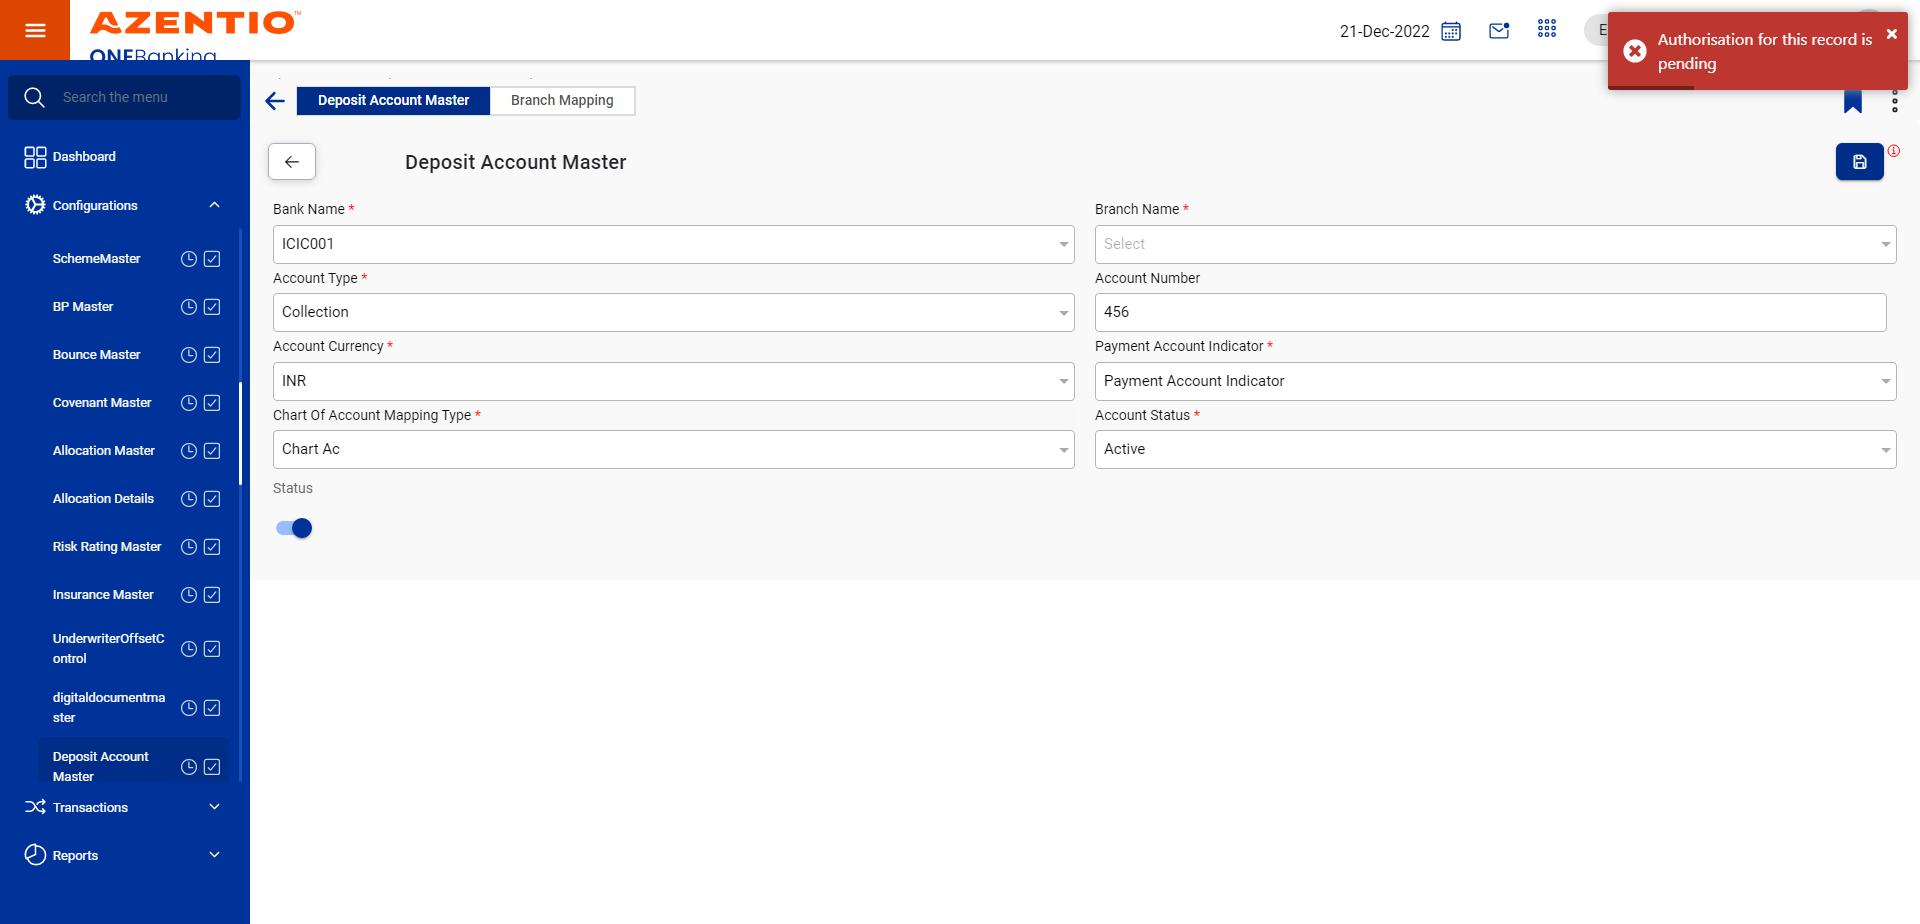 AZENTIO™
ONEBanking
21-Dec-2022
E
Authorisation for this record is
pending
Search the menu
Dashboard
Configurations
SchemeMaster
BP Master
Bounce Master
Covenant Master
Allocation Master
Allocation Details
Risk Rating Master
Insurance Master
UnderwriterOffsetC
ontrol
digitaldocumentma
ster
Deposit Account
Master
Transactions
Reports
Deposit Account Master
Branch Mapping
Deposit Account Master
Bank Name *
ICIC001
Branch Name *
Select
Account Type *
Collection
Account Number
456
Account Currency *
INR
Payment Account Indicator *
Payment Account Indicator
Chart Of Account Mapping Type *
Chart Ac
Account Status *
Active
Status